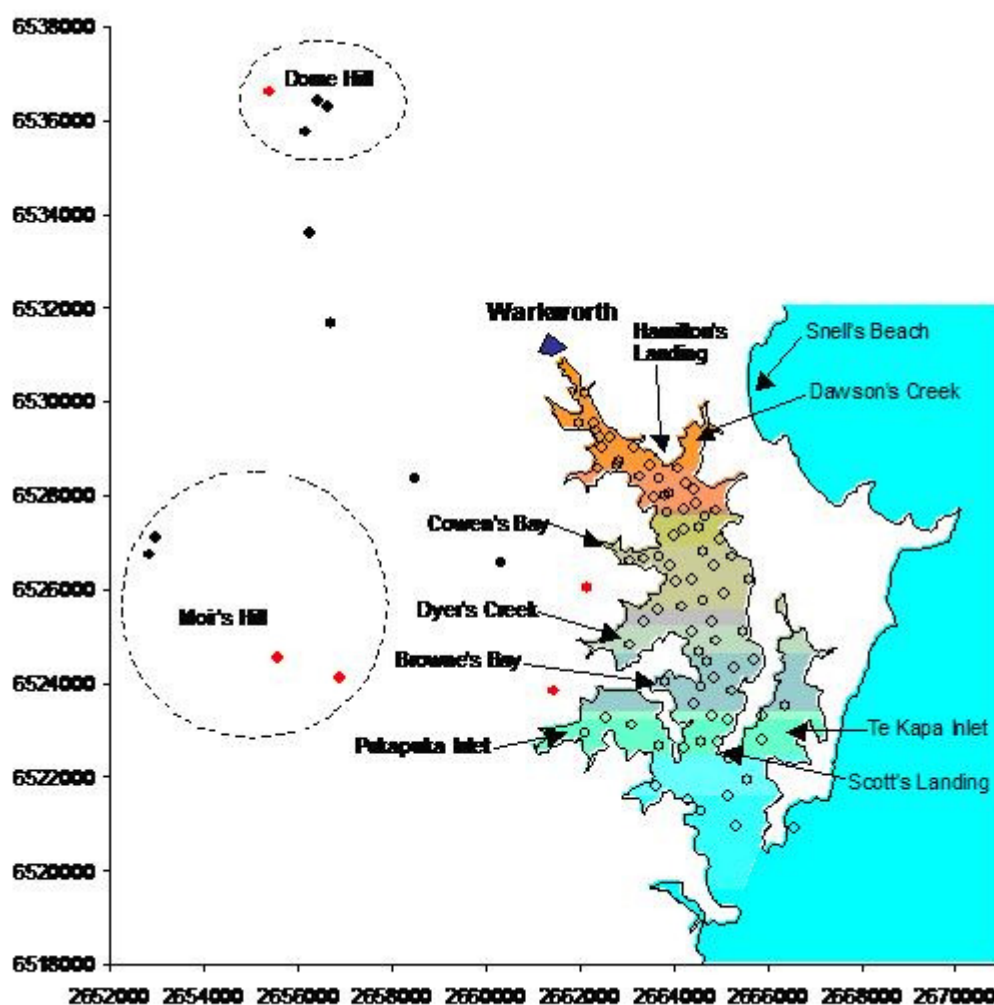 6538000
Dome Hill
6536000
6534000
6532000
Warkworth
Hamilton's
Landing
Snell's Beach
6530000
Dawson's Creek
6528000
Cowen's Bay
6526000
Moir's Hill
Dyer's Creek
Browne's Bay
6524000
Pukapuka Inlet
Te Kapa Inlet
Scott's Landing
6522000
6520000
6518000
2652000 2654000 2656000 2658000 2660000 2662000 2664000 2666000 2668000 2670000